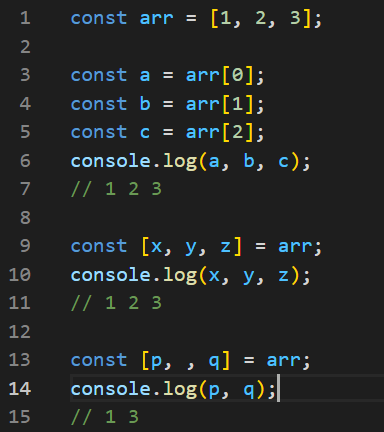 1 const arr = [1, 2, 3];
2
3 const a = arr[0];
4 const b = arr[1];
5 const c = arr[2];
6 console.log(a, b, c);
7 // 1 2 3
8
9 const [x, y, z] = arr;
10 console.log(x, y, z);
11 // 1 2 3
12
13 const [p, , q] = arr;
14 console.log(p, q);
15 // 1 3